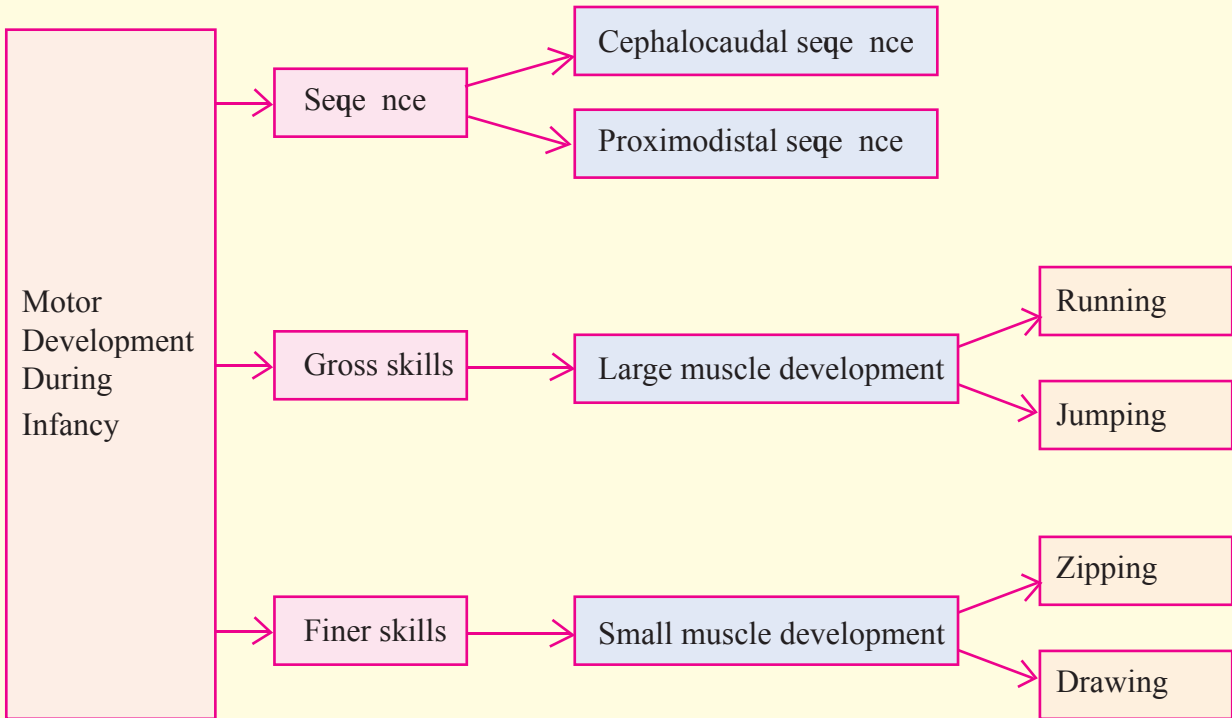 Motor
Development
During
Infancy
Seqe nce
Cephalocaudal seqe nce
Proximodistal seqe nce
Gross skills
Large muscle development
Running
Jumping
Finer skills
Small muscle development
Zipping
Drawing